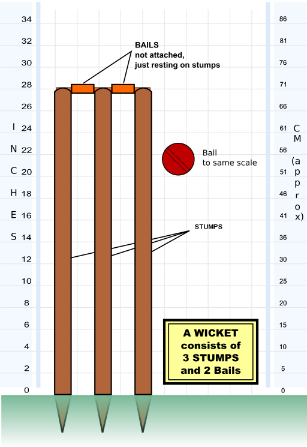 34
32
30
28
26
24
22
20
18
16
14
12
10
8
6
4
2
0
I
N
C
H
E
S
BAILS
not attached,
just resting on stumps
Ball
to same scale
STUMPS
A WICKET
consists of
3 STUMPS
and 2 Bails
86
81
76
71
66
61
56
51
46
41
36
30
25
20
15
10
5
0
C
M
(a
p
p
r
o
x)